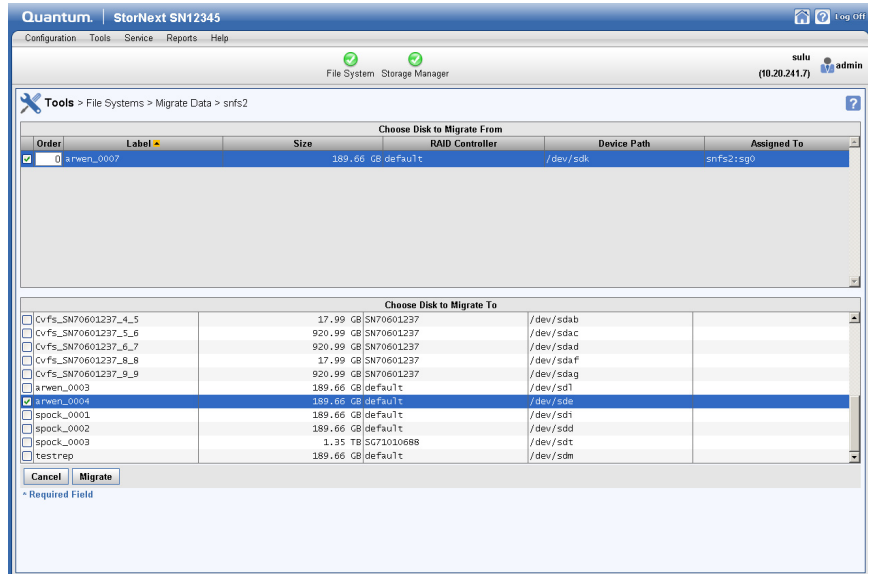 Quantum. StorNext SN12345 Log Off
Configuration Tools Service Reports Help
File System Storage Manager
sulu
(10.20.241.7) admin
Tools > File Systems > Migrate Data > snfs2
Choose Disk to Migrate From
Order Label Size RAID Controller Device Path Assigned To
0 arwen_0007 189.66 GB default /dev/sdk snfs2:sg0
Choose Disk to Migrate To
Cvfs_SN70601237_4_5 17.99 GB SN70601237 /dev/sdab
Cvfs_SN70601237_5_6 920.99 GB SN70601237 /dev/sdac
Cvfs_SN70601237_6_7 920.99 GB SN70601237 /dev/sdad
Cvfs_SN70601237_8_8 17.99 GB SN70601237 /dev/sdaf
Cvfs_SN70601237_9_9 920.99 GB SN70601237 /dev/sdag
arwen_0003 189.66 GB default /dev/sdl
arwen_0004 189.66 GB default /dev/sde
spock_0001 189.66 GB default /dev/sdi
spock_0002 189.66 GB default /dev/sdd
spock_0003 1.35 TB SG71010688 /dev/sdt
testrep 189.66 GB default /dev/sdm
Cancel Migrate
* Required Field